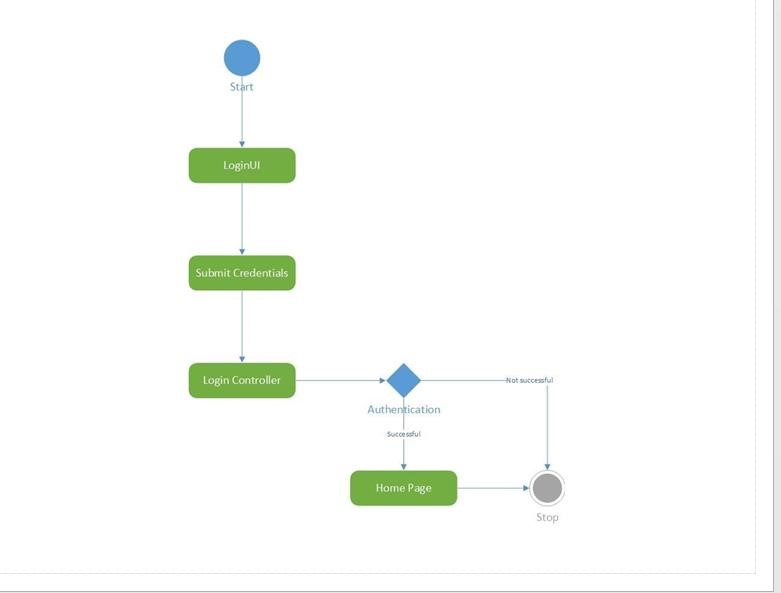 Start
LoginUI
Submit Credentials
Login Controller
Not successful
Authentication
Successful
Home Page
Stop